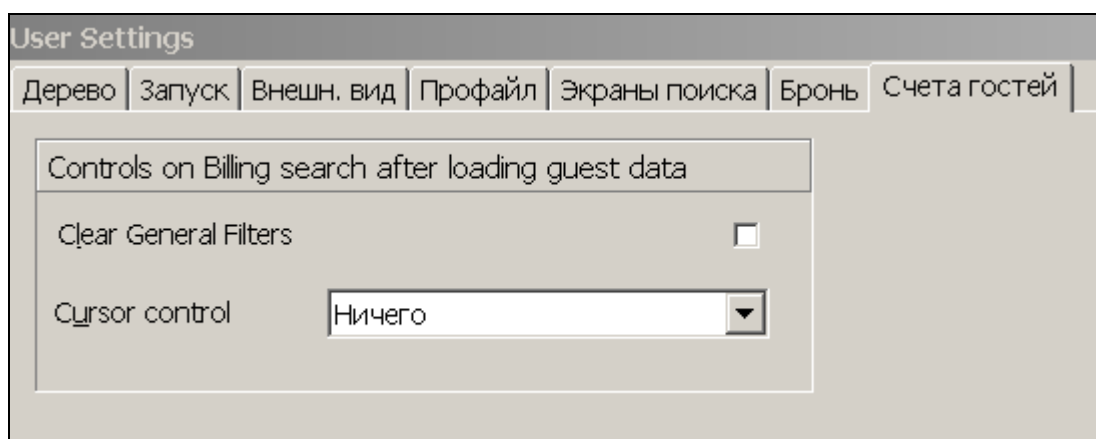 User Settings
Дерево Запуск Внешн. вид Профайл Экраны поиска Бронь Счета гостей
Controls on Billing search after loading guest data
Clear General Filters
Cursor control Ничего